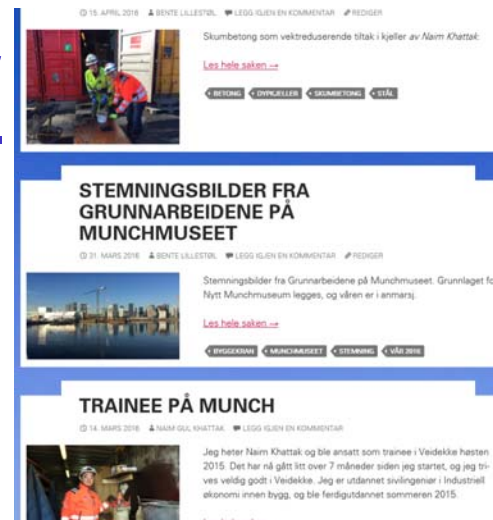 15. APRIL 2016 BENTE LILLESTØL LEGG IGJEN EN KOMMENTAR REDIGER
Skumbetong som vektreduserende tiltak i kjeller av Naim Khattak:
Les hele saken →
BETONG DYPKJELLER SKUMBETONG STÅL
STEMNINGSBILDER FRA
GRUNNARBEIDENE PÅ
MUNCHMUSEET
31. MARS 2016 BENTE LILLESTØL LEGG IGJEN EN KOMMENTAR REDIGER
Stemningsbilder fra Grunnarbeidene på Munchmuseet. Grunnlaget fo
Nytt Munchmuseum legges, og våren er i anmarsj.
Les hele saken →
BYGGEKRAN MUNCHMUSEET STEMNING VÅR 2016
TRAINEE PÅ MUNCH
14. MARS 2016 NAIM GUL KHATTAK LEGG IGJEN EN KOMMENTAR
Jeg heter Naim Khattak og ble ansatt som trainee i Veidekke høsten
2015. Det har nå gått litt over 7 måneder siden jeg startet, og jeg tri-
ves veldig godt i Veidekke. Jeg er utdannet sivilingeniør i Industriell
økonomi innen bygg, og ble ferdigutdannet sommeren 2015.